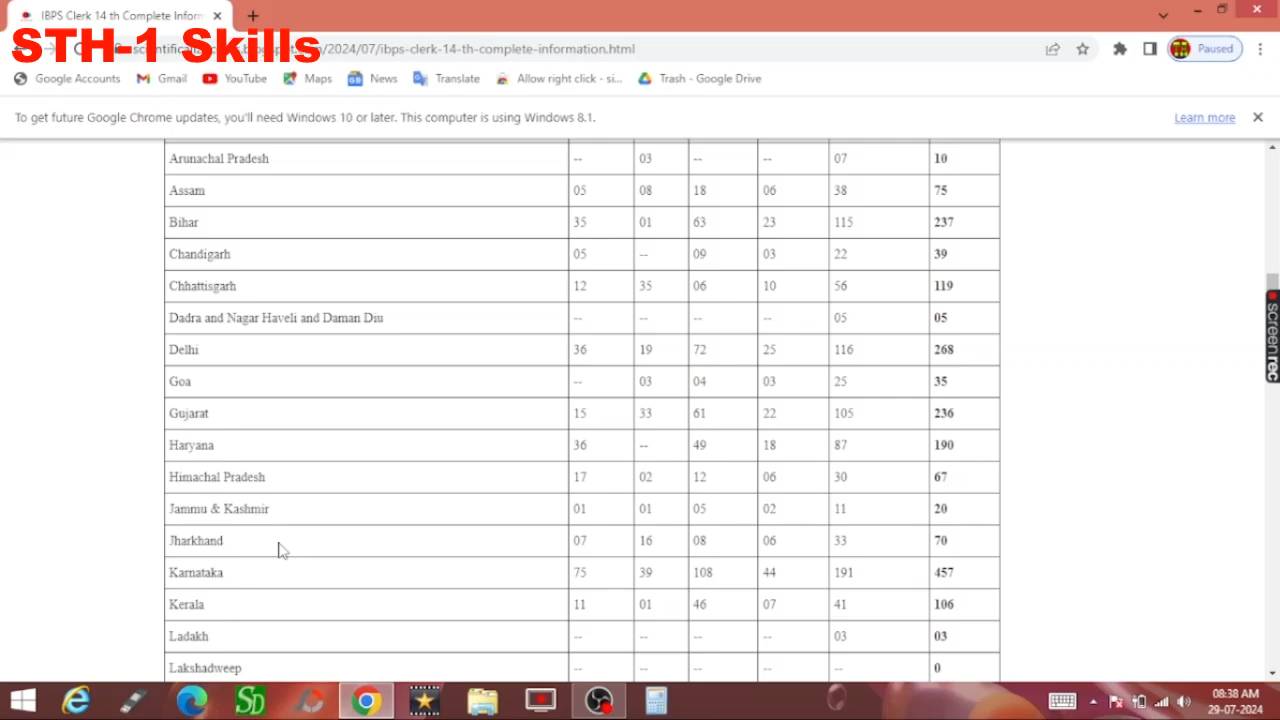 IBPS Clerk 14 th Complete Inform
STH-1 Skills
/2024/07/ibps-clerk-14-th-complete-information.html
Paused
Google Accounts Gmail YouTube Maps News Translate Allow right click - si... Trash - Google Drive
To get future Google Chrome updates, you'll need Windows 10 or later. This computer is using Windows 8.1. Learn more
Arunachal Pradesh -- 03 -- -- 07 10
Assam 05 08 18 06 38 75
Bihar 35 01 63 23 115 237
Chandigarh 05 -- 09 03 22 39
Chhattisgarh 12 35 06 10 56 119
Dadra and Nagar Haveli and Daman Diu -- -- -- -- 05 05
Delhi 36 19 72 25 116 268
Goa -- 03 04 03 25 35
Gujarat 15 33 61 22 105 236
Haryana 36 -- 49 18 87 190
Himachal Pradesh 17 02 12 06 30 67
Jammu & Kashmir 01 01 05 02 11 20
Jharkhand 07 16 08 06 33 70
Karnataka 75 39 108 44 191 457
Kerala 11 01 46 07 41 106
Ladakh -- -- -- -- 03 03
Lakshadweep -- -- -- -- -- 0
screenrec
SD
08:38 AM
29-07-2024